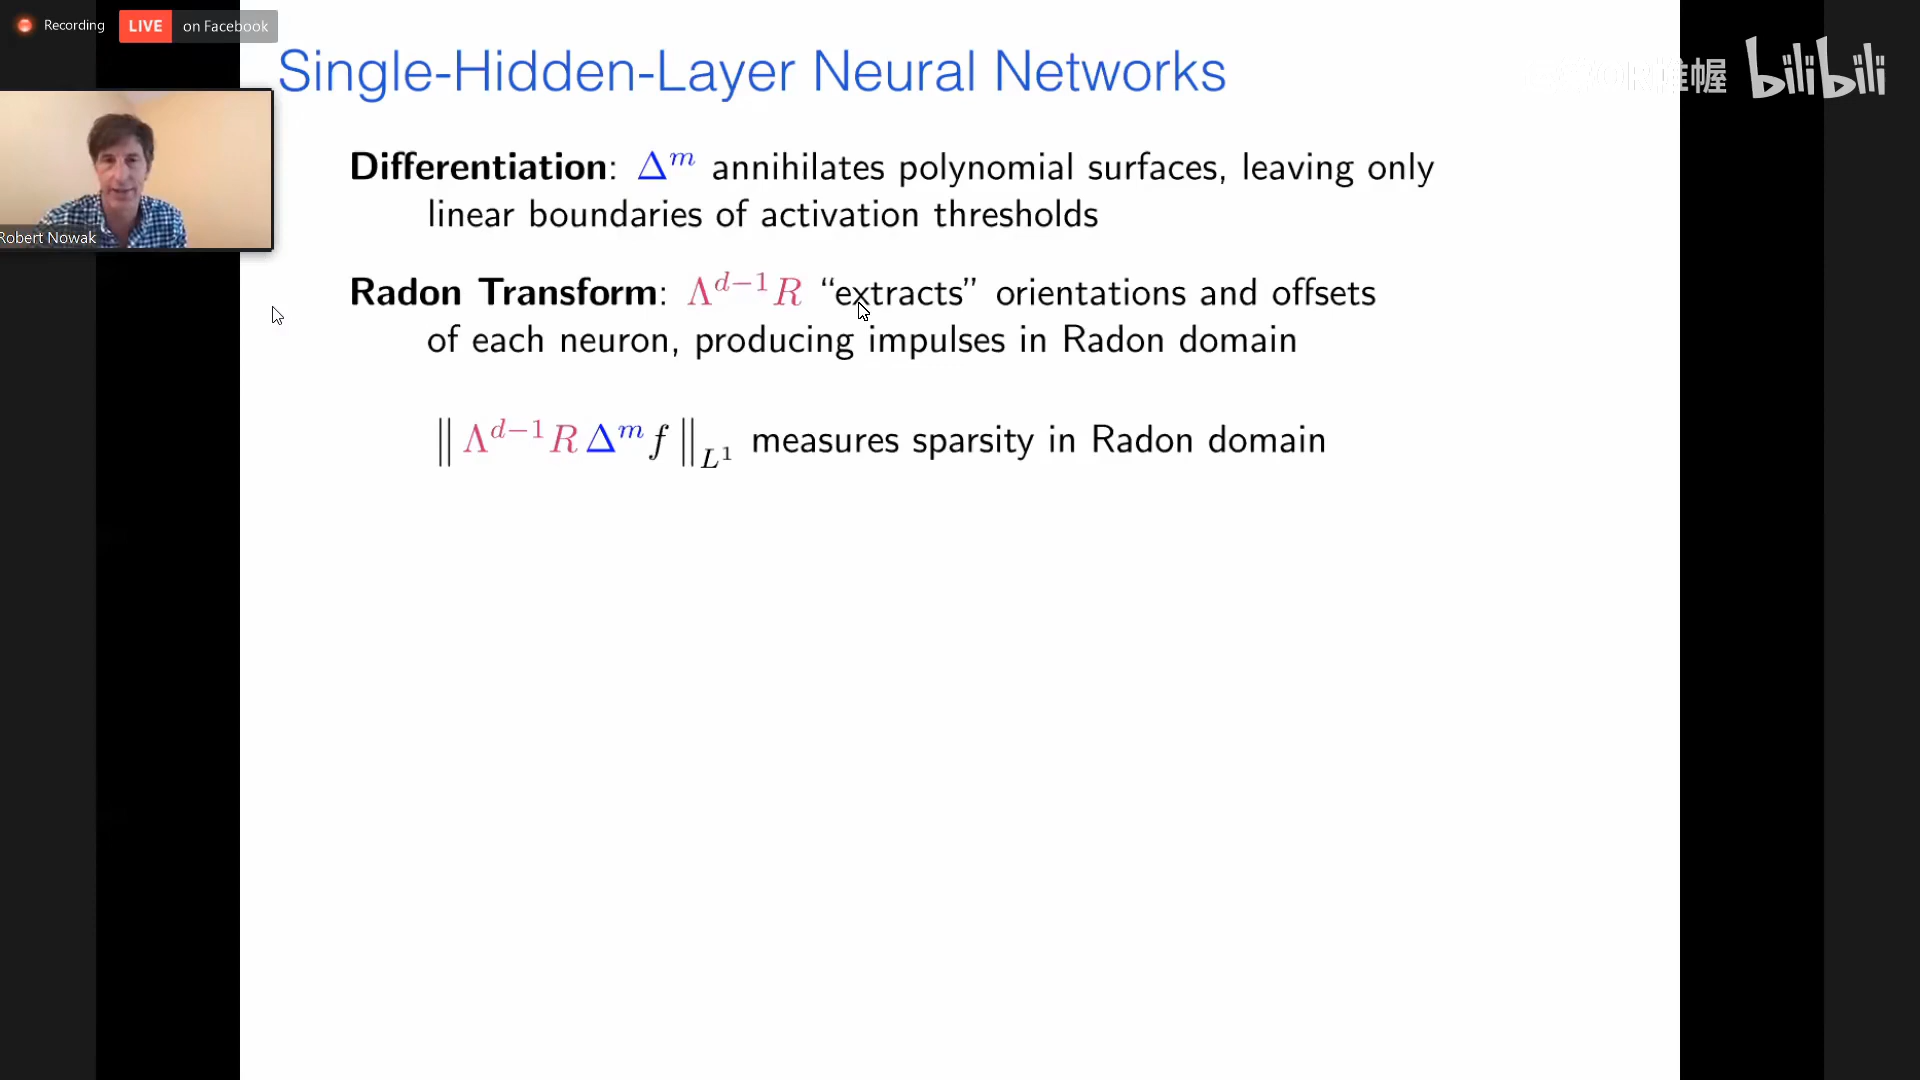 Recording
LIVE on Facebook
Single-Hidden-Layer Neural Networks
bilibili
Robert Nowak
Differentiation: Δ^m annihilates polynomial surfaces, leaving only
linear boundaries of activation thresholds
Radon Transform: Λ^{d−1}R “extracts” orientations and offsets
of each neuron, producing impulses in Radon domain
‖Λ^{d−1}R Δ^m f‖_{L^1} measures sparsity in Radon domain